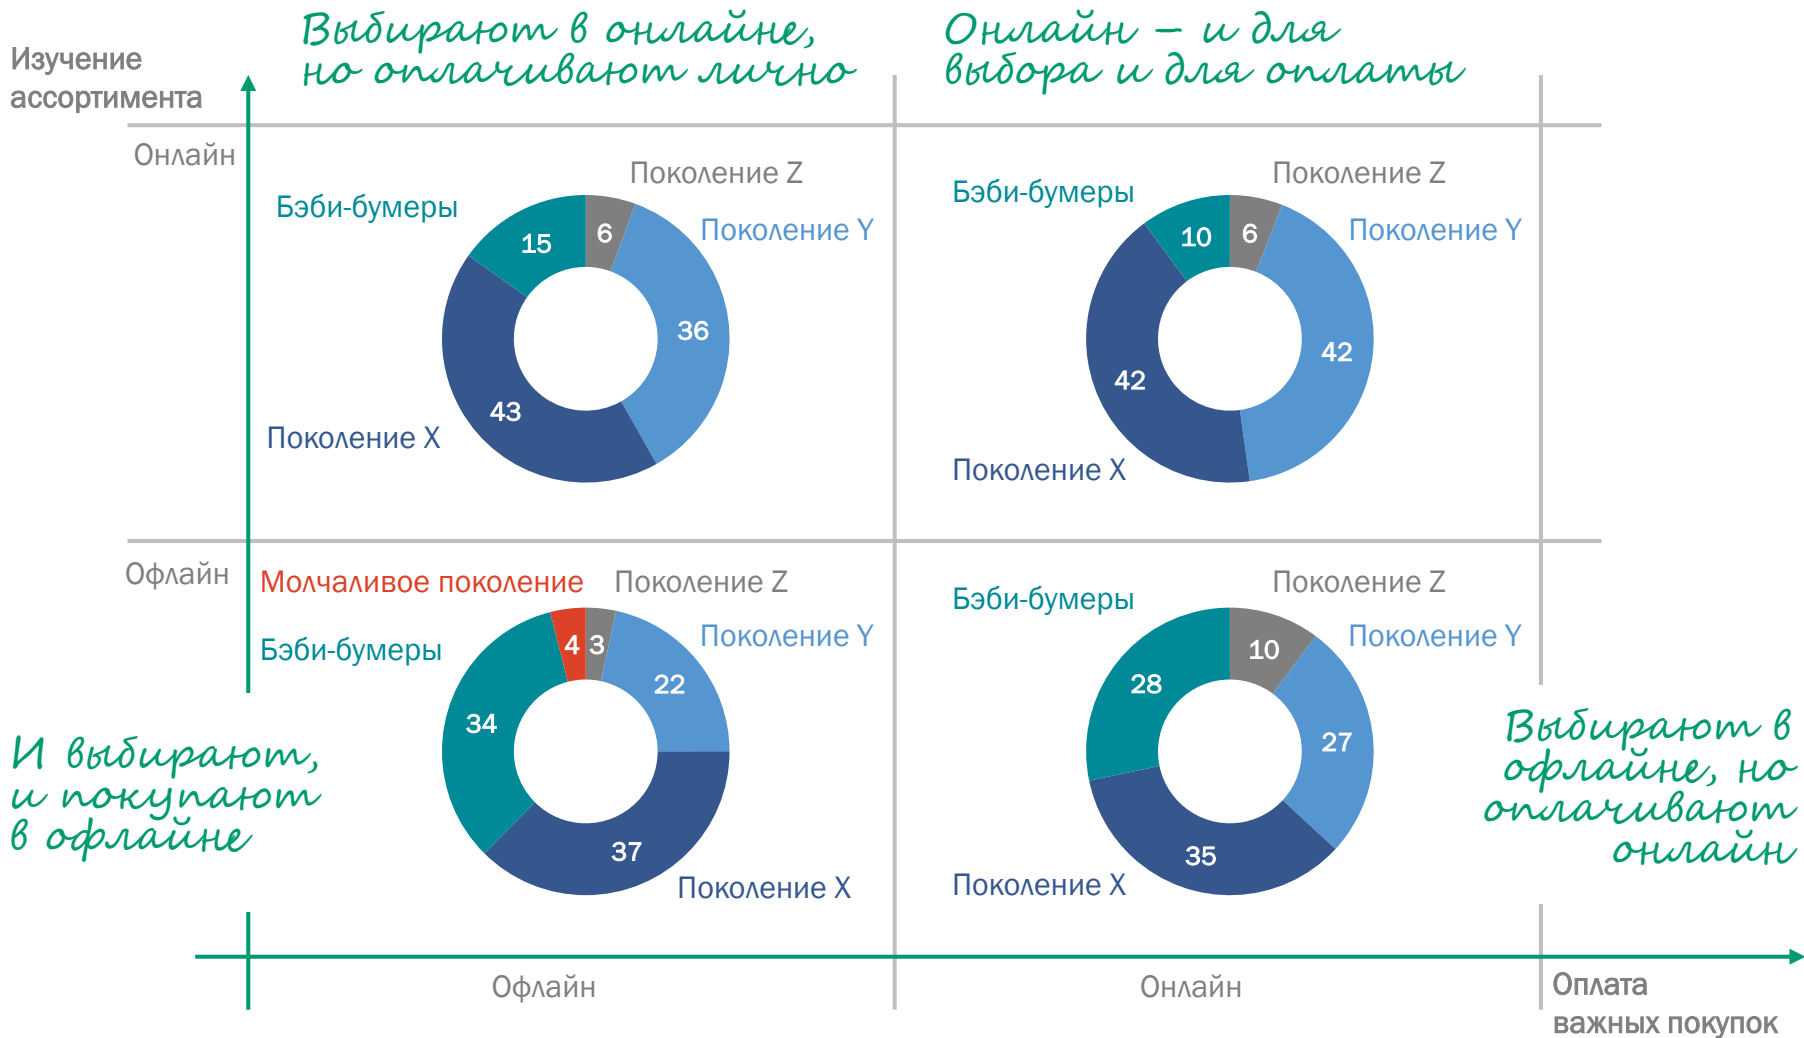 Изучение
ассортимента
Выбирают в онлайне,
но оплачивают лично
Онлайн – и для
выбора и для оплаты
Онлайн
Бэби-бумеры
Поколение Z
Поколение Y
Поколение X
15
6
36
43
Бэби-бумеры
Поколение Z
Поколение Y
Поколение X
10
6
42
42
Офлайн
Молчаливое поколение
Поколение Z
Бэби-бумеры
Поколение Y
Поколение X
4
3
22
34
37
Бэби-бумеры
Поколение Z
Поколение Y
Поколение X
10
28
27
35
И выбирают,
и покупают
в офлайне
Выбирают в
офлайне, но
оплачивают
онлайн
Офлайн
Онлайн
Оплата
важных покупок